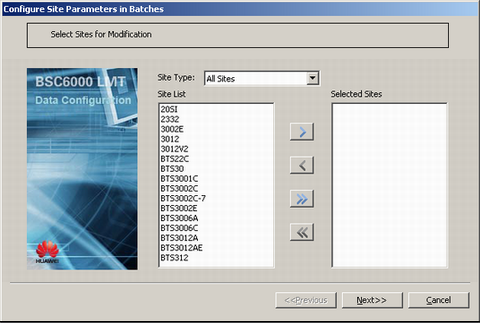 Configure Site Parameters in Batches
Select Sites for Modification
BSC6000 LMT
Data Configuration
HUAWEI
Site Type:
All Sites
Site List
20SI
2332
3002E
3012
3012V2
BTS22C
BTS30
BTS3001C
BTS3002C
BTS3002C-7
BTS3002E
BTS3006A
BTS3006C
BTS3012A
BTS3012AE
BTS312
Selected Sites
<<Previous
Next>>
Cancel